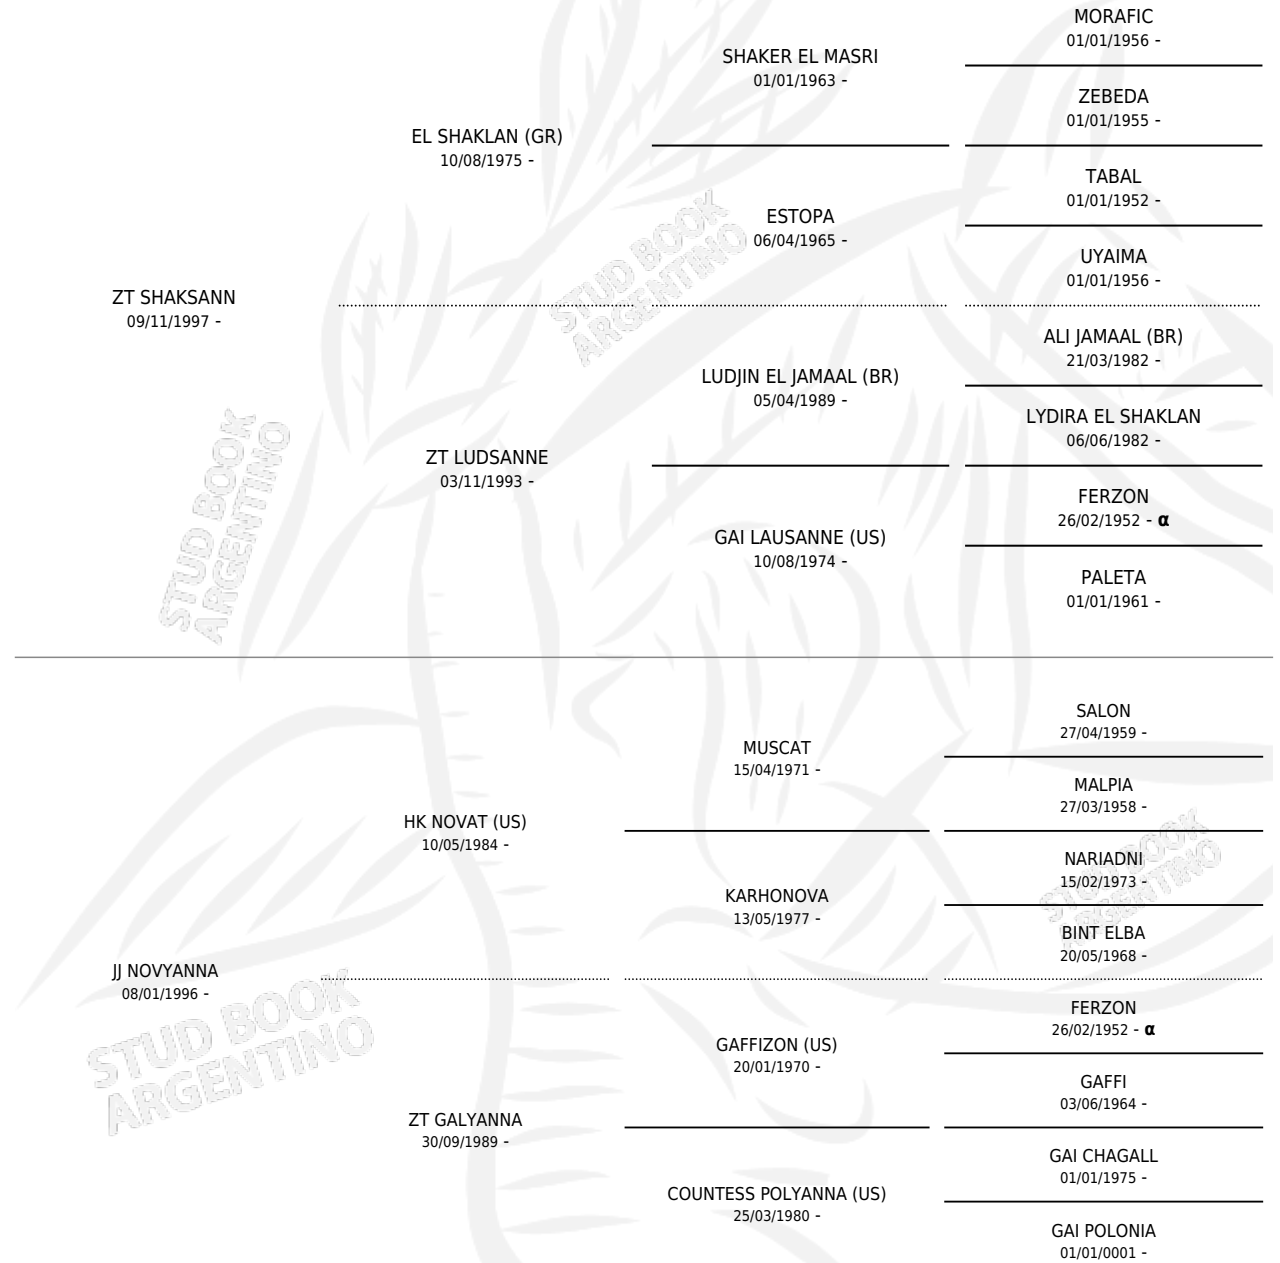 MORAFIC
01/01/1956 -
SHAKER EL MASRI
01/01/1963 -
ZEBEDA
01/01/1955 -
EL SHAKLAN (GR)
10/08/1975 -
TABAL
01/01/1952 -
ESTOPA
06/04/1965 -
UYAIMA
01/01/1956 -
ZT SHAKSANN
09/11/1997 -
ALI JAMAAL (BR)
21/03/1982 -
LUDJIN EL JAMAAL (BR)
05/04/1989 -
LYDIRA EL SHAKLAN
06/06/1982 -
ZT LUDSANNE
03/11/1993 -
FERZON
26/02/1952 - α
GAI LAUSANNE (US)
10/08/1974 -
PALETA
01/01/1961 -
SALON
27/04/1959 -
MUSCAT
15/04/1971 -
MALPIA
27/03/1958 -
HK NOVAT (US)
10/05/1984 -
NARIADNI
15/02/1973 -
KARHONOVA
13/05/1977 -
BINT ELBA
20/05/1968 -
JJ NOVYANNA
08/01/1996 -
FERZON
26/02/1952 - α
GAFFIZON (US)
20/01/1970 -
GAFFI
03/06/1964 -
ZT GALYANNA
30/09/1989 -
GAI CHAGALL
01/01/1975 -
COUNTESS POLYANNA (US)
25/03/1980 -
GAI POLONIA
01/01/0001 -
STUD BOOK
ARGENTINO
STUD BOOK
ARGENTINO
STUD BOOK
ARGENTINO
STUD BOOK
ARGENTINO